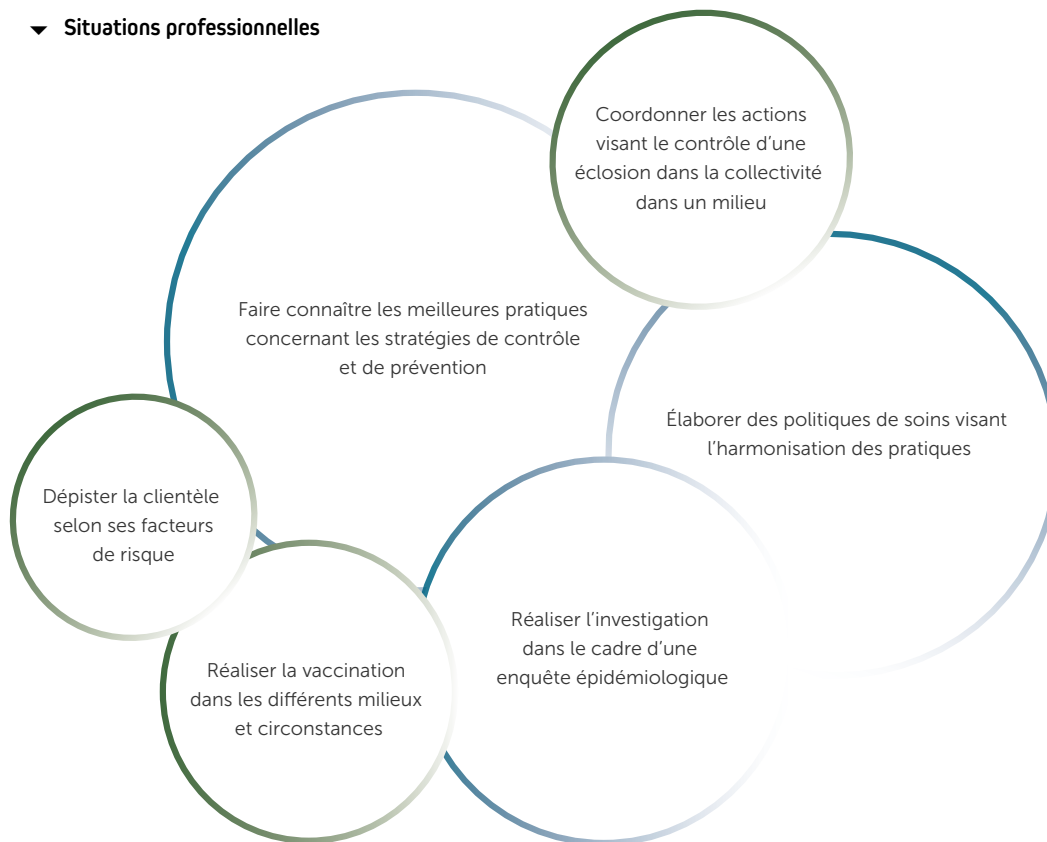 Situations professionnelles
Coordonner les actions
visant le contrôle d’une
éclosion dans la collectivité
dans un milieu
Faire connaître les meilleures pratiques
concernant les stratégies de contrôle
et de prévention
Élaborer des politiques de soins visant
l’harmonisation des pratiques
Dépister la clientèle
selon ses facteurs
de risque
Réaliser l’investigation
dans le cadre d’une
enquête épidémiologique
Réaliser la vaccination
dans les différents milieux
et circonstances